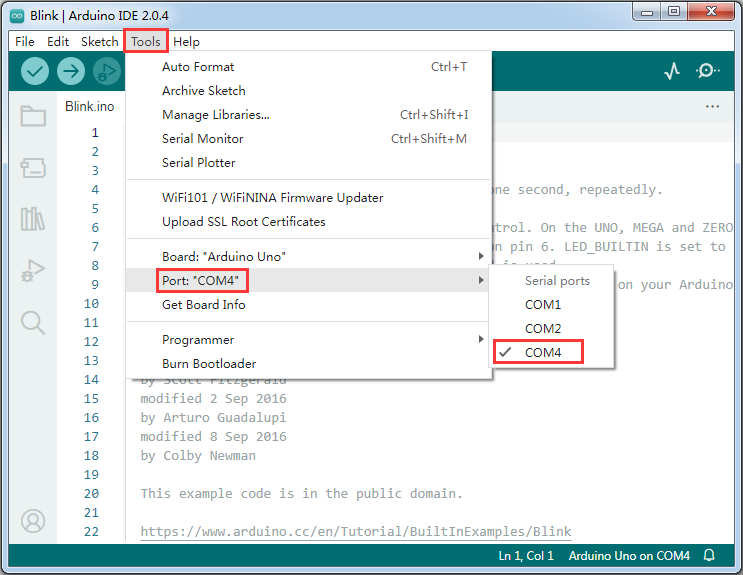 Blink | Arduino IDE 2.0.4
File Edit Sketch Tools Help
Blink.ino
Auto Format Ctrl+T
Archive Sketch
Manage Libraries... Ctrl+Shift+I
Serial Monitor Ctrl+Shift+M
Serial Plotter
WiFi101 / WiFiNINA Firmware Updater
Upload SSL Root Certificates
Board: "Arduino Uno"
Port: "COM4"
Get Board Info
Programmer
Burn Bootloader
Serial ports
COM1
COM2
COM4
1
2
3
4 one second, repeatedly.
5
6 trol. On the UNO, MEGA and ZERO
7 on pin 6. LED_BUILTIN is set to
8
9 on your Arduino
10
11
12
13
14 by Scott Fitzgerald
15 modified 2 Sep 2016
16 by Arturo Guadalupi
17 modified 8 Sep 2016
18 by Colby Newman
19
20 This example code is in the public domain.
21
22 https://www.arduino.cc/en/Tutorial/BuiltInExamples/Blink
Ln 1, Col 1 Arduino Uno on COM4